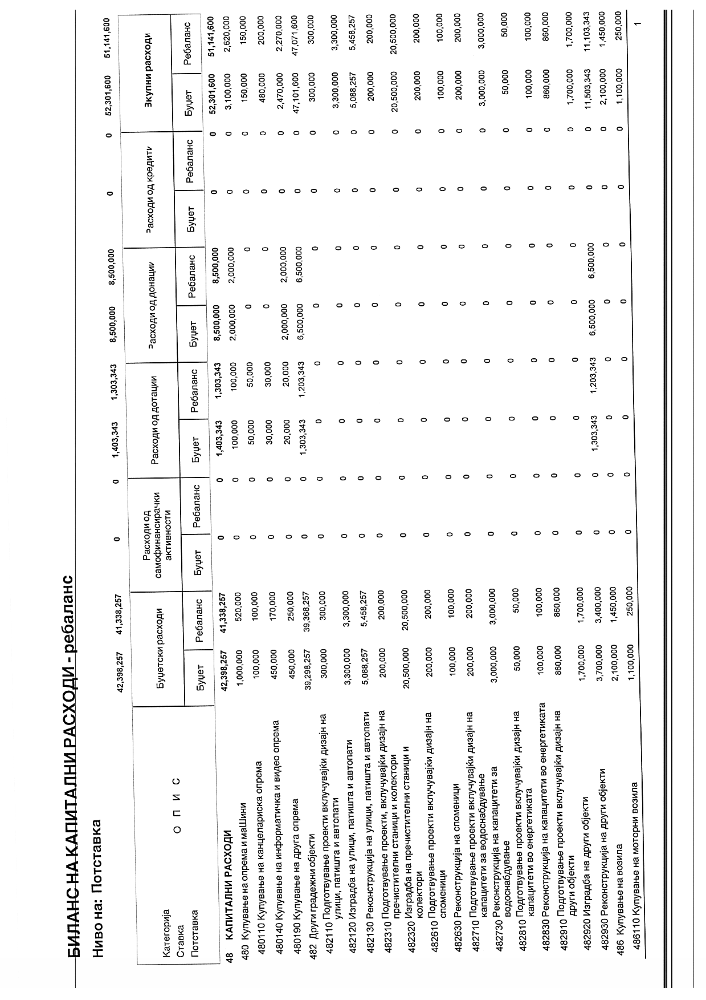 БИЛАНС НА КАПИТАЛНИ РАСХОДИ - ребаланс
Ниво на: Потставка
42,398,257 41,338,257 0 0 1,403,343 1,303,343 8,500,000 8,500,000 0 0 52,301,600 51,141,600
Категорија
Ставка
Потставка
О П И С
Буџетски расходи
Расходи од самофинансирачки активности
Расходи од дотации
Расходи од донации
Расходи од кредити
Вкупни расходи
Буџет Ребаланс Буџет Ребаланс Буџет Ребаланс Буџет Ребаланс Буџет Ребаланс Буџет Ребаланс
48 КАПИТАЛНИ РАСХОДИ 42,398,257 41,338,257 0 0 1,403,343 1,303,343 8,500,000 8,500,000 0 0 52,301,600 51,141,600
480 Купување на опрема и маШини 1,000,000 520,000 0 0 100,000 100,000 2,000,000 2,000,000 0 0 3,100,000 2,620,000
480110 Купување на канцелариска опрема 100,000 100,000 0 0 50,000 50,000 0 0 0 0 150,000 150,000
480140 Купување на информатичка и видео опрема 450,000 170,000 0 0 30,000 30,000 0 0 0 0 480,000 200,000
480190 Купување на друга опрема 450,000 250,000 0 0 20,000 20,000 2,000,000 2,000,000 0 0 2,470,000 2,270,000
482 Други градежни објекти 39,298,257 39,368,257 0 0 1,303,343 1,203,343 6,500,000 6,500,000 0 0 47,101,600 47,071,600
482110 Подготвување проекти вклучувајќи дизајн на 300,000 300,000 0 0 0 0 0 0 0 0 300,000 300,000
улици, патишта и автопати
482120 Изградба на улици, патишта и автопати 3,300,000 3,300,000 0 0 0 0 0 0 0 0 3,300,000 3,300,000
482130 Реконструкција на улици, патишта и автопати 5,088,257 5,458,257 0 0 0 0 0 0 0 0 5,088,257 5,458,257
482310 Подготвување проекти, вклучувајќи дизајн на 200,000 200,000 0 0 0 0 0 0 0 0 200,000 200,000
пречистителни станици и колектори
482320 Изградба на пречистителни станици и 20,500,000 20,500,000 0 0 0 0 0 0 0 0 20,500,000 20,500,000
колектори
482610 Подготвување проекти вклучувајќи дизајн на 200,000 200,000 0 0 0 0 0 0 0 0 200,000 200,000
споменици
482630 Реконструкција на споменици 100,000 100,000 0 0 0 0 0 0 0 0 100,000 100,000
482710 Подготвување проекти вклучувајќи дизајн на 200,000 200,000 0 0 0 0 0 0 0 0 200,000 200,000
капацитети за водоснабдување
482730 Реконструкција на капацитети за 3,000,000 3,000,000 0 0 0 0 0 0 0 0 3,000,000 3,000,000
водоснабдување
482810 Подготвување проекти вклучувајќи дизајн на 50,000 50,000 0 0 0 0 0 0 0 0 50,000 50,000
капацитети во енергетиката
482830 Реконструкција на капацитети во енергетиката 100,000 100,000 0 0 0 0 0 0 0 0 100,000 100,000
482910 Подготвување проекти вклучувајќи дизајн на 860,000 860,000 0 0 0 0 0 0 0 0 860,000 860,000
други објекти
482920 Изградба на други објекти 1,700,000 1,700,000 0 0 0 0 0 0 0 0 1,700,000 1,700,000
482930 Реконструкција на други објекти 3,700,000 3,400,000 0 0 1,303,343 1,203,343 6,500,000 6,500,000 0 0 11,503,343 11,103,343
486 Купување на возила 2,100,000 1,450,000 0 0 0 0 0 0 0 0 2,100,000 1,450,000
486110 Купување на моторни возила 1,100,000 250,000 0 0 0 0 0 0 0 0 1,100,000 250,000
1